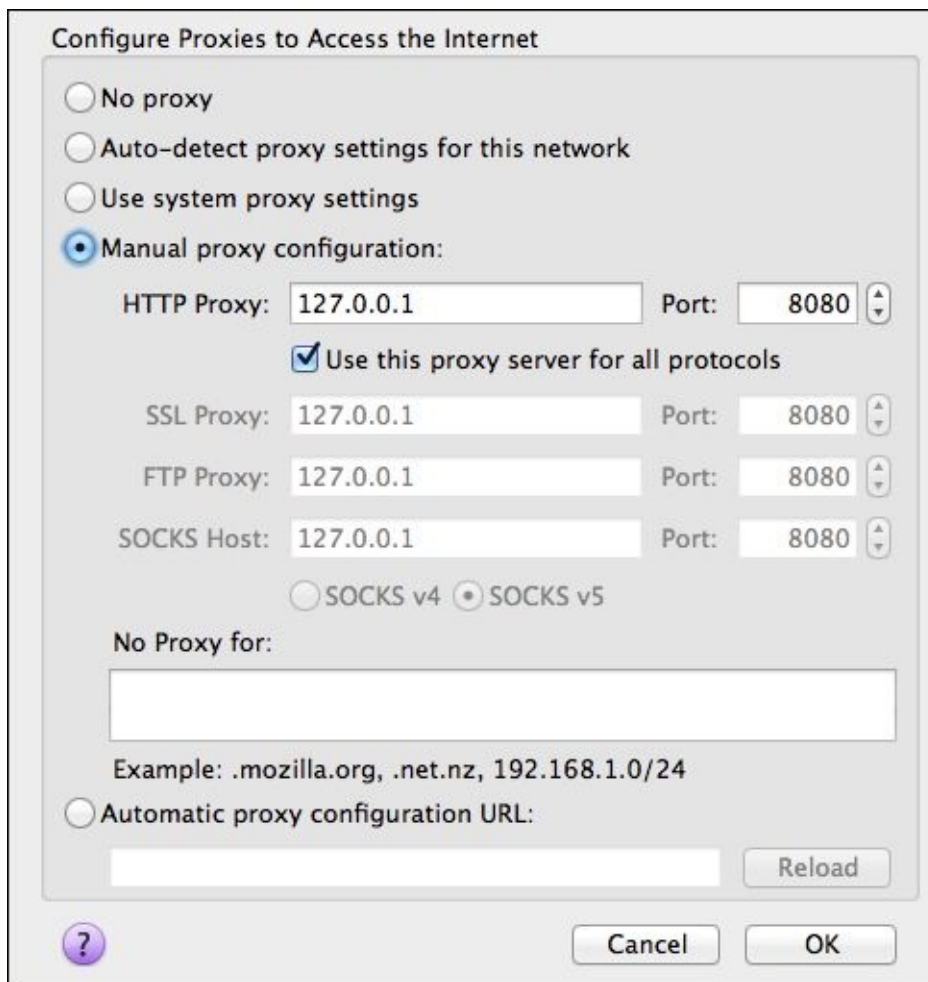 Configure Proxies to Access the Internet
No proxy
Auto-detect proxy settings for this network
Use system proxy settings
Manual proxy configuration:
HTTP Proxy: 127.0.0.1 Port: 8080
Use this proxy server for all protocols
SSL Proxy: 127.0.0.1 Port: 8080
FTP Proxy: 127.0.0.1 Port: 8080
SOCKS Host: 127.0.0.1 Port: 8080
SOCKS v4 SOCKS v5
No Proxy for:
Example: .mozilla.org, .net.nz, 192.168.1.0/24
Automatic proxy configuration URL:
Reload
? Cancel OK